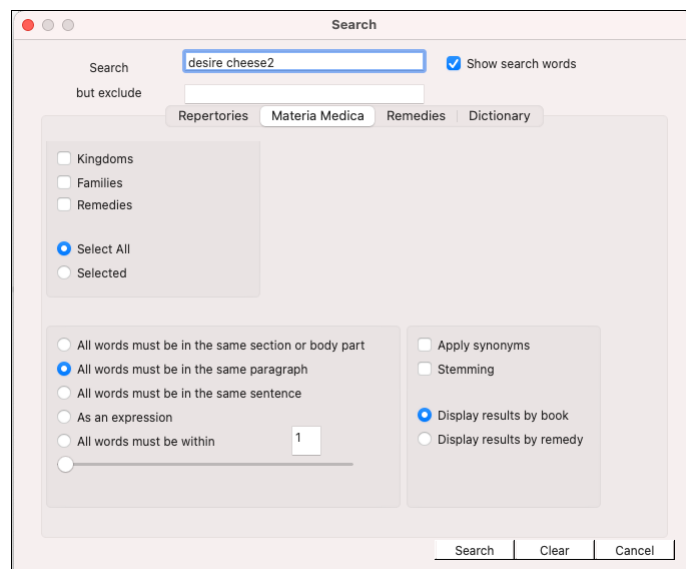 Search
Search desire cheese2 Show search words
but exclude
Repertories Materia Medica Remedies Dictionary
Kingdoms
Families
Remedies
Select All
Selected
All words must be in the same section or body part
All words must be in the same paragraph
All words must be in the same sentence
As an expression
All words must be within 1
Apply synonyms
Stemming
Display results by book
Display results by remedy
Search Clear Cancel